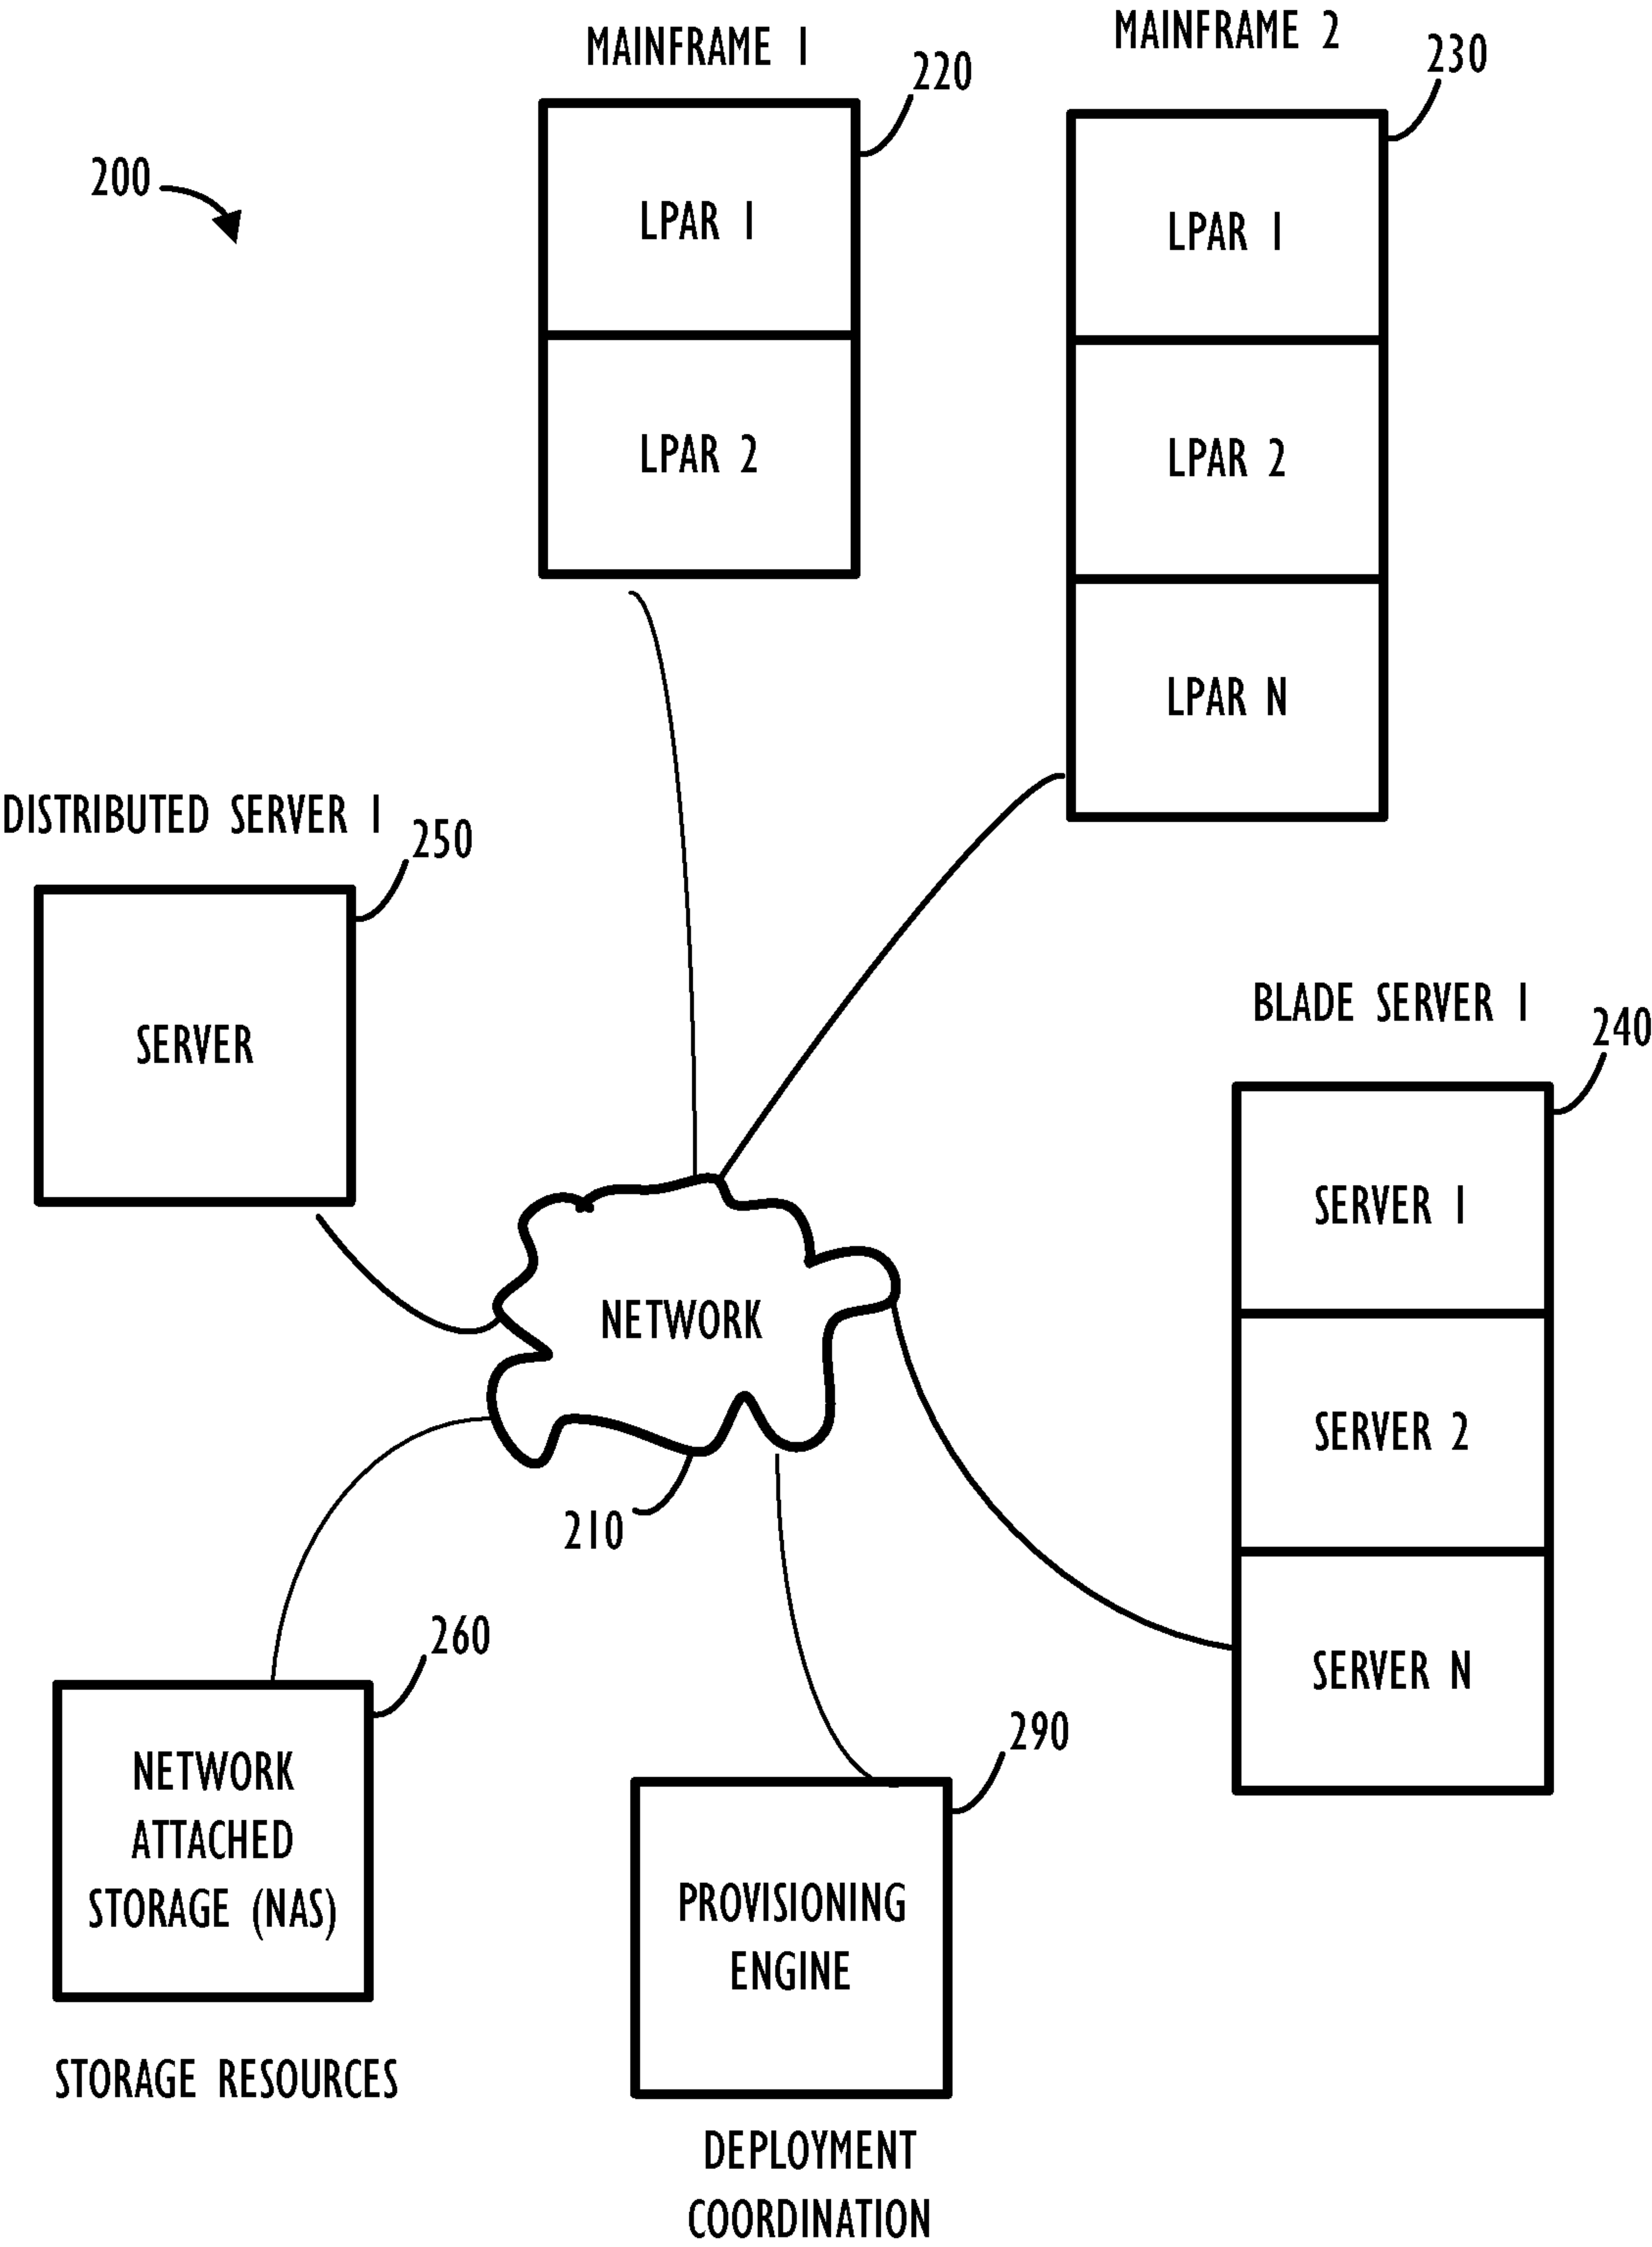 MAINFRAME 1
220
LPAR 1
LPAR 2
MAINFRAME 2
230
LPAR 1
LPAR 2
LPAR N
200
DISTRIBUTED SERVER 1
250
SERVER
BLADE SERVER 1
240
SERVER 1
SERVER 2
SERVER N
NETWORK
210
260
NETWORK
ATTACHED
STORAGE (NAS)
STORAGE RESOURCES
290
PROVISIONING
ENGINE
DEPLOYMENT
COORDINATION